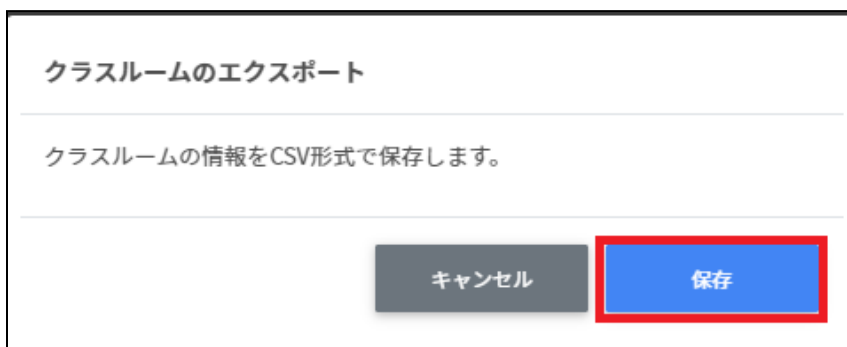 クラスルームのエクスポート
クラスルームの情報をCSV形式で保存します。
キャンセル 保存